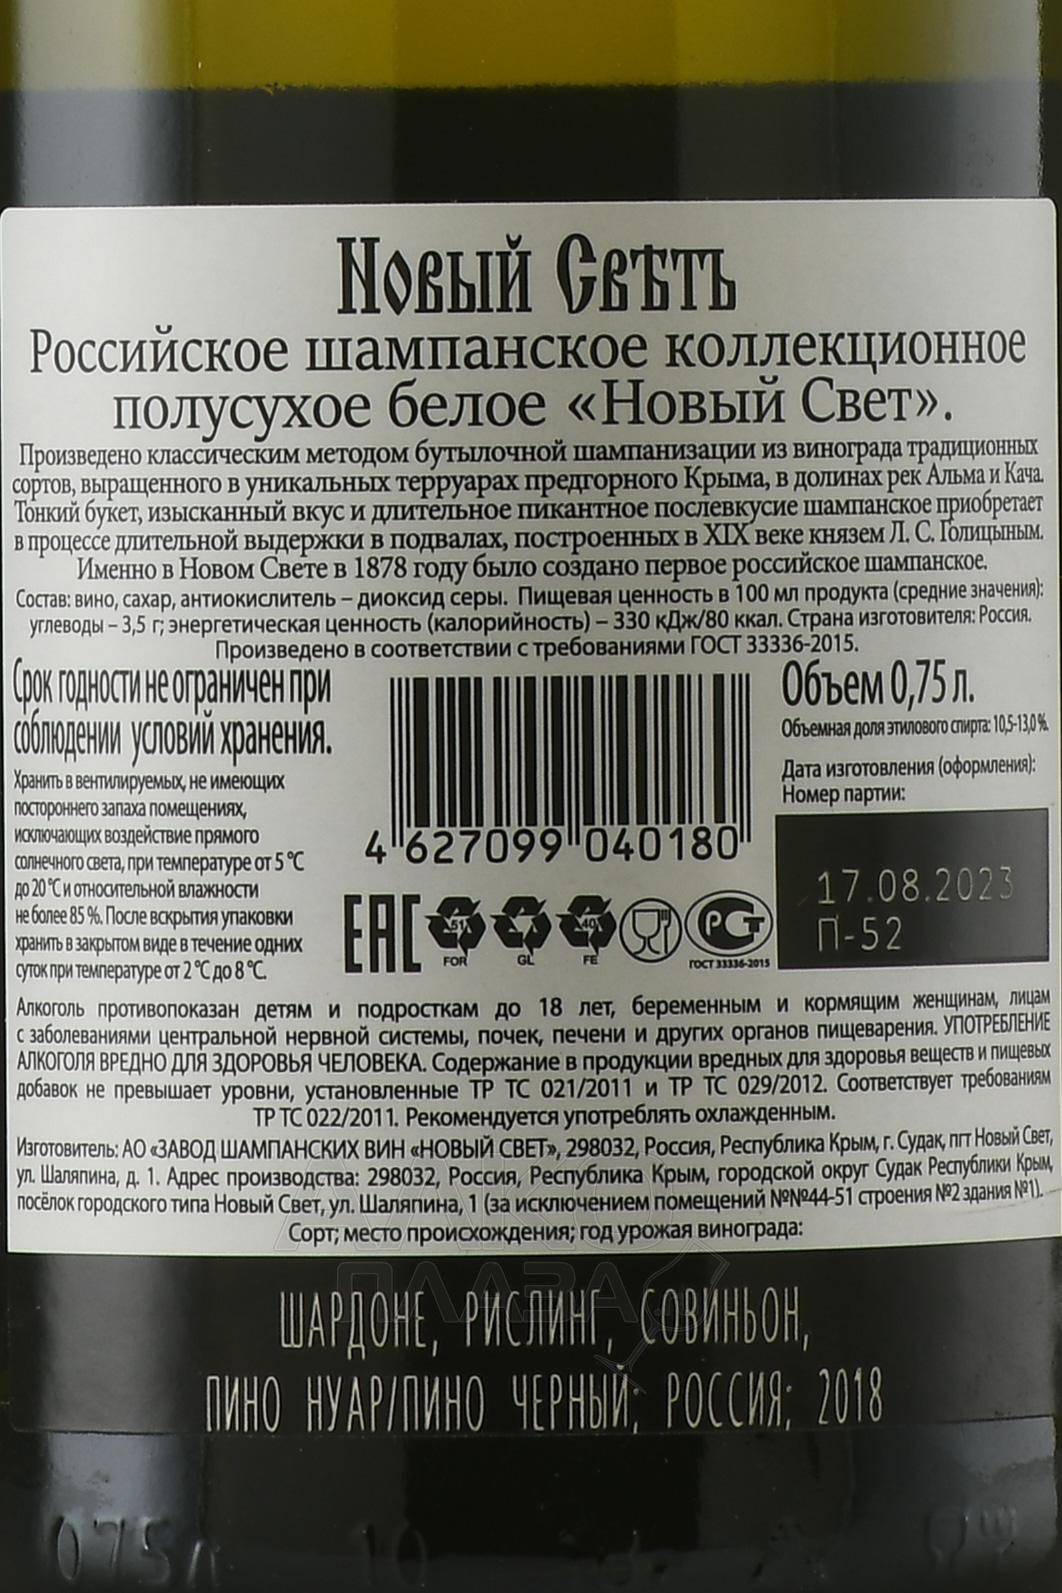 Новый Свѣтъ
Российское шампанское коллекционное
полусухое белое «Новый Свет».
Произведено классическим методом бутылочной шампанизации из винограда традиционных
сортов, выращенного в уникальных терруарах предгорного Крыма, в долинах рек Альма и Кача.
Тонкий букет, изысканный вкус и длительное пикантное послевкусие шампанское приобретает
в процессе длительной выдержки в подвалах, построенных в XIX веке князем Л. С. Голицыным.
Именно в Новом Свете в 1878 году было создано первое российское шампанское.
Состав: вино, сахар, антиокислитель – диоксид серы. Пищевая ценность в 100 мл продукта (средние значения):
углеводы – 3,5 г; энергетическая ценность (калорийность) – 330 кДж/80 ккал. Страна изготовителя: Россия.
Произведено в соответствии с требованиями ГОСТ 33336-2015.
Срок годности не ограничен при
соблюдении условий хранения.
Хранить в вентилируемых, не имеющих
постороннего запаха помещениях,
исключающих воздействие прямого
солнечного света, при температуре от 5 °С
до 20 °С и относительной влажности
не более 85 %. После вскрытия упаковки
хранить в закрытом виде в течение одних
суток при температуре от 2 °С до 8 °С.
4 627099 040180
EAC
51
FOR
GL
40
FE
РСТ
ГОСТ 33336-2015
Объем 0,75 л.
Объемная доля этилового спирта: 10,5-13,0 %.
Дата изготовления (оформления):
Номер партии:
17.08.2023
П-52
Алкоголь противопоказан детям и подросткам до 18 лет, беременным и кормящим женщинам, лицам
с заболеваниями центральной нервной системы, почек, печени и других органов пищеварения. УПОТРЕБЛЕНИЕ
АЛКОГОЛЯ ВРЕДНО ДЛЯ ЗДОРОВЬЯ ЧЕЛОВЕКА. Содержание в продукции вредных для здоровья веществ и пищевых
добавок не превышает уровни, установленные ТР ТС 021/2011 и ТР ТС 029/2012. Соответствует требованиям
ТР ТС 022/2011. Рекомендуется употреблять охлажденным.
Изготовитель: АО «ЗАВОД ШАМПАНСКИХ ВИН «НОВЫЙ СВЕТ», 298032, Россия, Республика Крым, г. Судак, пгт Новый Свет,
ул. Шаляпина, д. 1. Адрес производства: 298032, Россия, Республика Крым, городской округ Судак Республики Крым,
посёлок городского типа Новый Свет, ул. Шаляпина, 1 (за исключением помещений №№44-51 строения №2 здания №1).
Сорт; место происхождения; год урожая винограда:
АЛКО
ПЛАЗА
ШАРДОНЕ, РИСЛИНГ, СОВИНЬОН,
ПИНО НУАР/ПИНО ЧЕРНЫЙ; РОССИЯ; 2018
075л 10